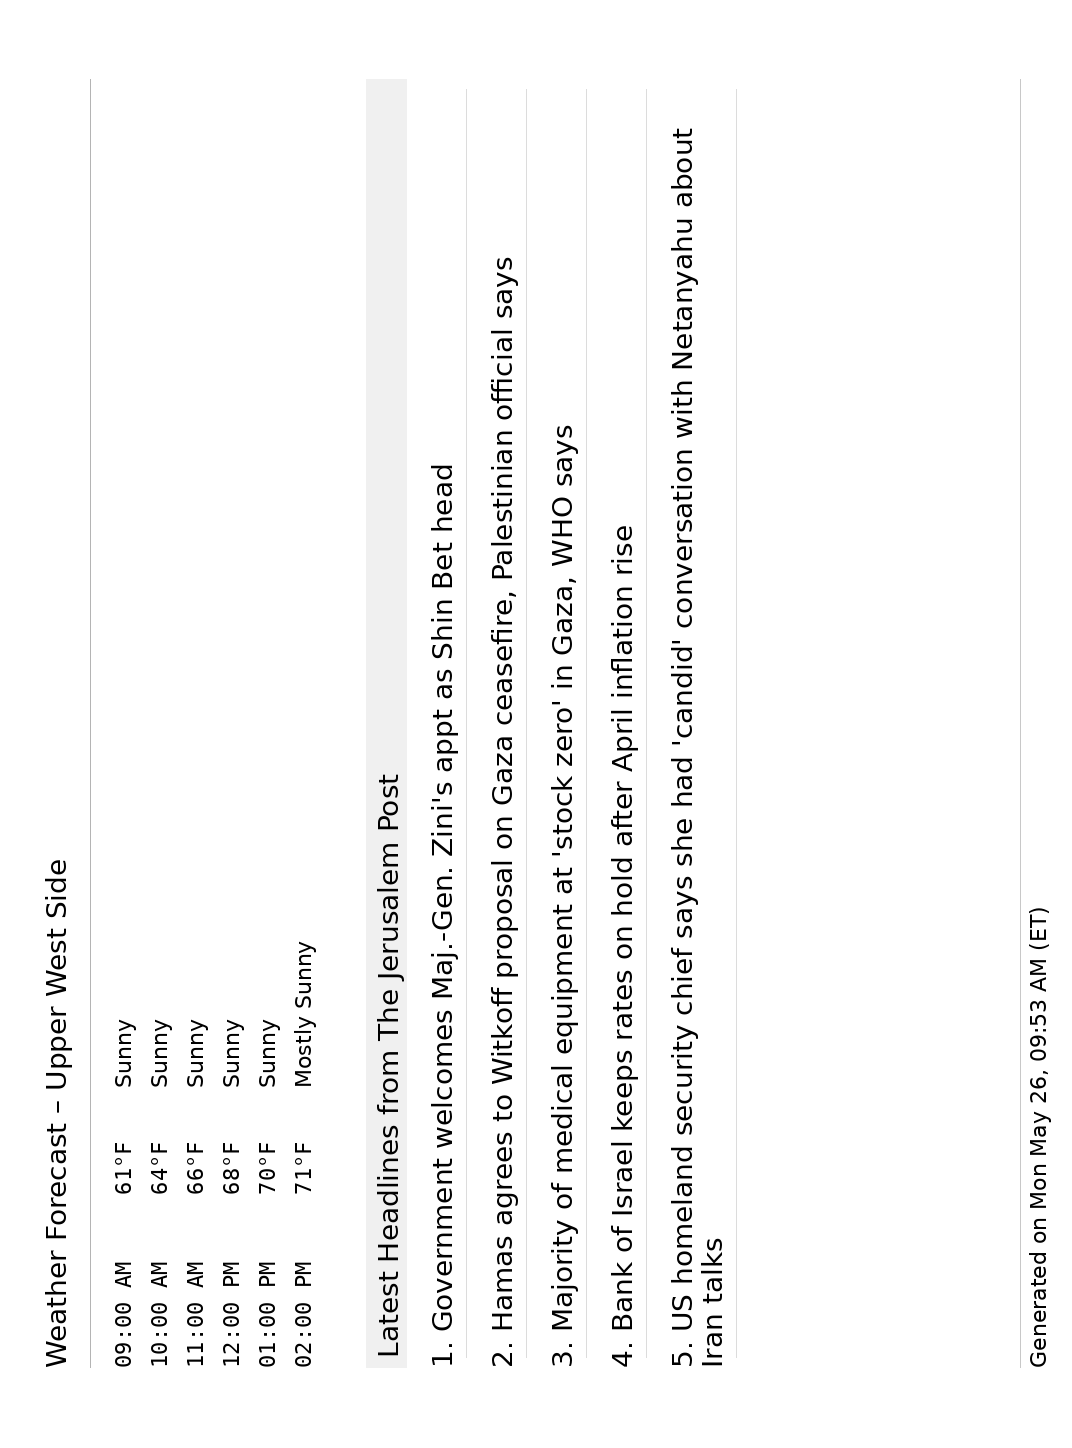 Weather Forecast – Upper West Side
09:00 AM 61°F Sunny
10:00 AM 64°F Sunny
11:00 AM 66°F Sunny
12:00 PM 68°F Sunny
01:00 PM 70°F Sunny
02:00 PM 71°F Mostly Sunny
Latest Headlines from The Jerusalem Post
1. Government welcomes Maj.-Gen. Zini's appt as Shin Bet head
2. Hamas agrees to Witkoff proposal on Gaza ceasefire, Palestinian official says
3. Majority of medical equipment at 'stock zero' in Gaza, WHO says
4. Bank of Israel keeps rates on hold after April inflation rise
5. US homeland security chief says she had 'candid' conversation with Netanyahu about
Iran talks
Generated on Mon May 26, 09:53 AM (ET)